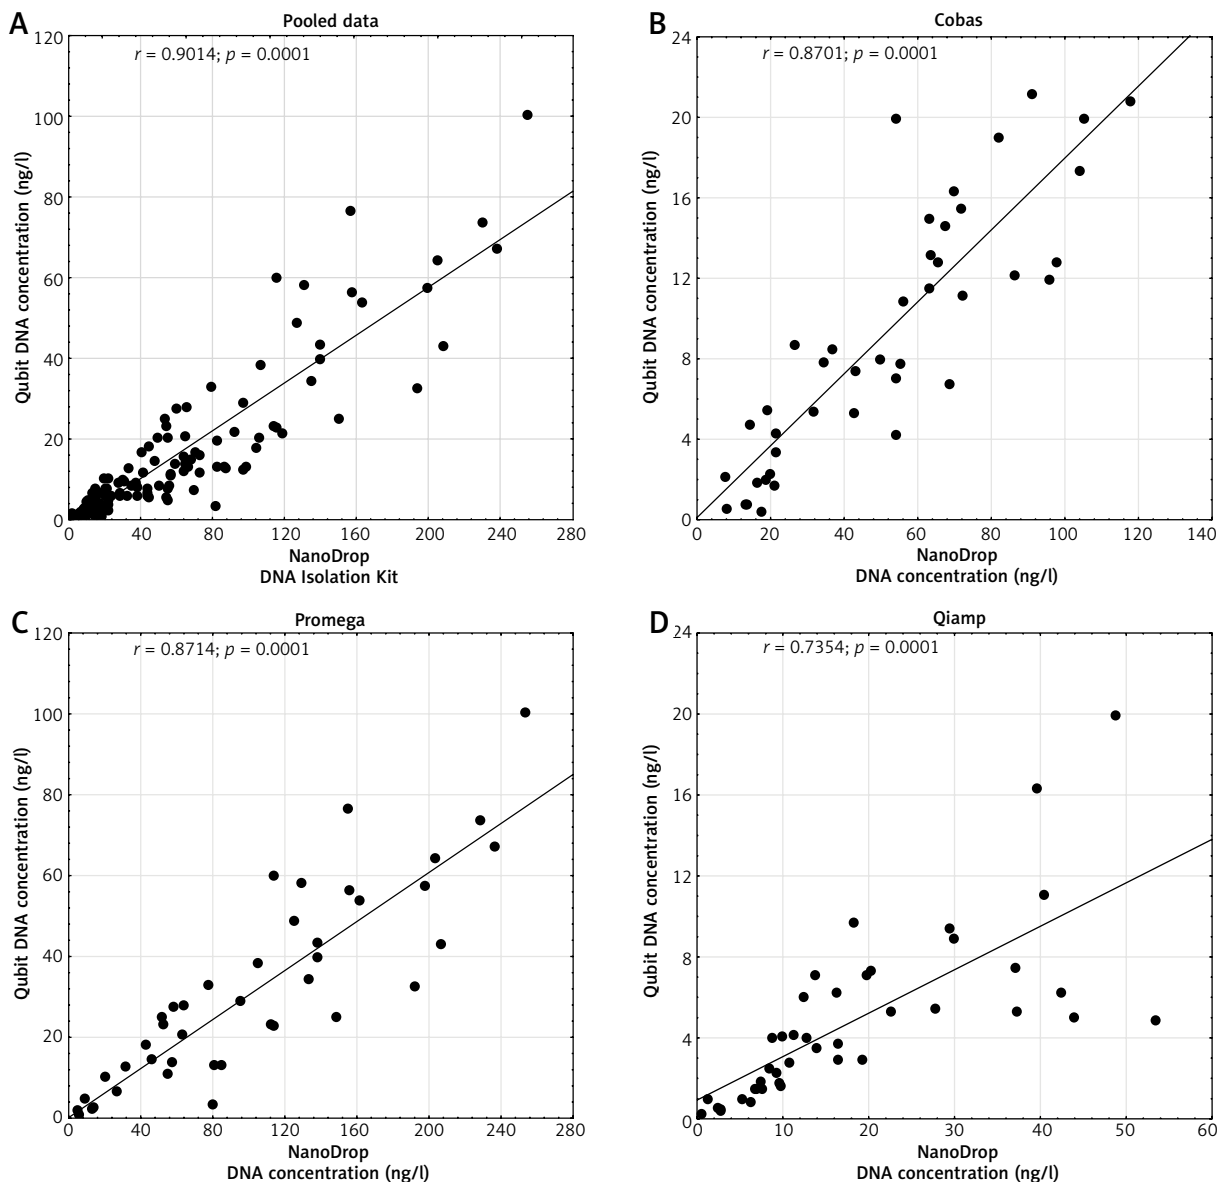 A
Pooled data
r = 0.9014; p = 0.0001
Qubit DNA concentration (ng/l)
120
100
80
60
40
20
0
0 40 80 120 160 200 240 280
NanoDrop
DNA Isolation Kit
B
Cobas
r = 0.8701; p = 0.0001
Qubit DNA concentration (ng/l)
24
20
16
12
8
4
0
0 20 40 60 80 100 120 140
NanoDrop
DNA concentration (ng/l)
C
Promega
r = 0.8714; p = 0.0001
Qubit DNA concentration (ng/l)
120
100
80
60
40
20
0
0 40 80 120 160 200 240 280
NanoDrop
DNA concentration (ng/l)
D
Qiamp
r = 0.7354; p = 0.0001
Qubit DNA concentration (ng/l)
24
20
16
12
8
4
0
0 10 20 30 40 50 60
NanoDrop
DNA concentration (ng/l)